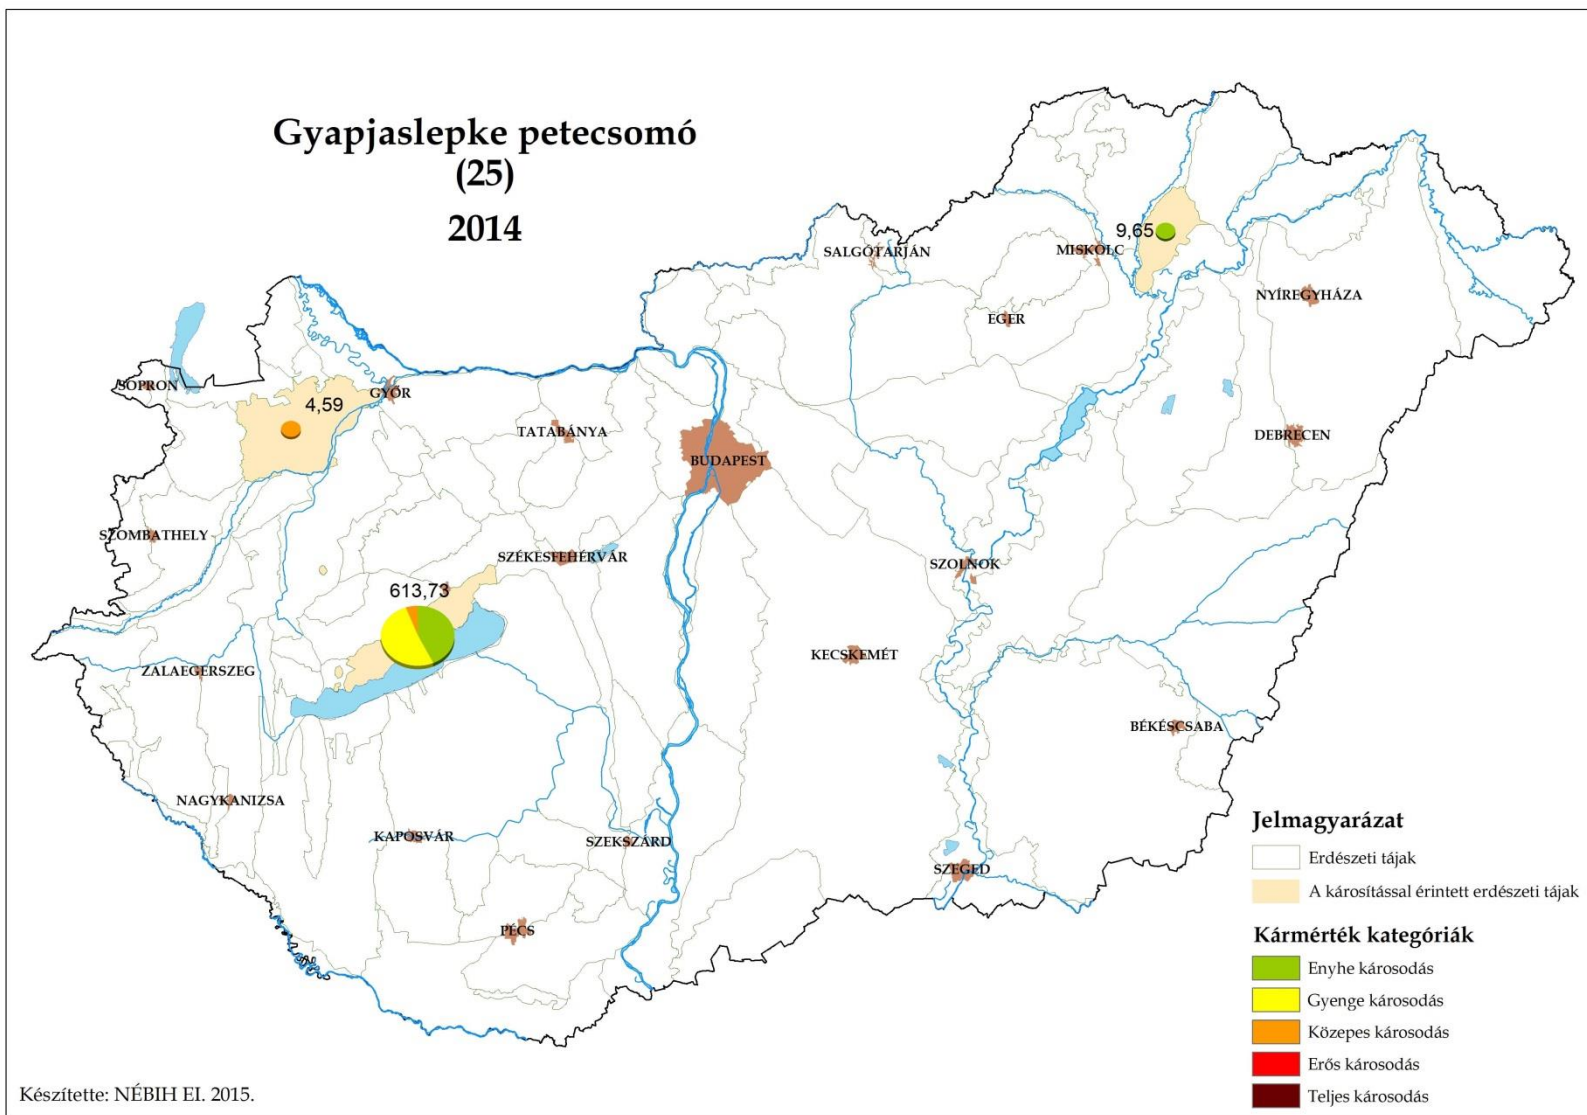 Gyapjaslepke petecsomó
(25)
2014
SALGÓTARJÁN
MISKOLC
9,65
NYÍREGYHÁZA
EGER
SOPRON
GYŐR
4,59
TATABÁNYA
BUDAPEST
DEBRECEN
SZOMBATHELY
SZÉKESFEHÉRVÁR
SZOLNOK
613,73
KECSKEMÉT
ZALAEGERSZEG
BÉKÉSCSABA
NAGYKANIZSA
KAPOSVÁR
SZEKSZÁRD
SZEGED
PÉCS
Jelmagyarázat
Erdészeti tájak
A károsítással érintett erdészeti tájak
Kármérték kategóriák
Enyhe károsodás
Gyenge károsodás
Közepes károsodás
Erős károsodás
Teljes károsodás
Készítette: NÉBIH EI. 2015.